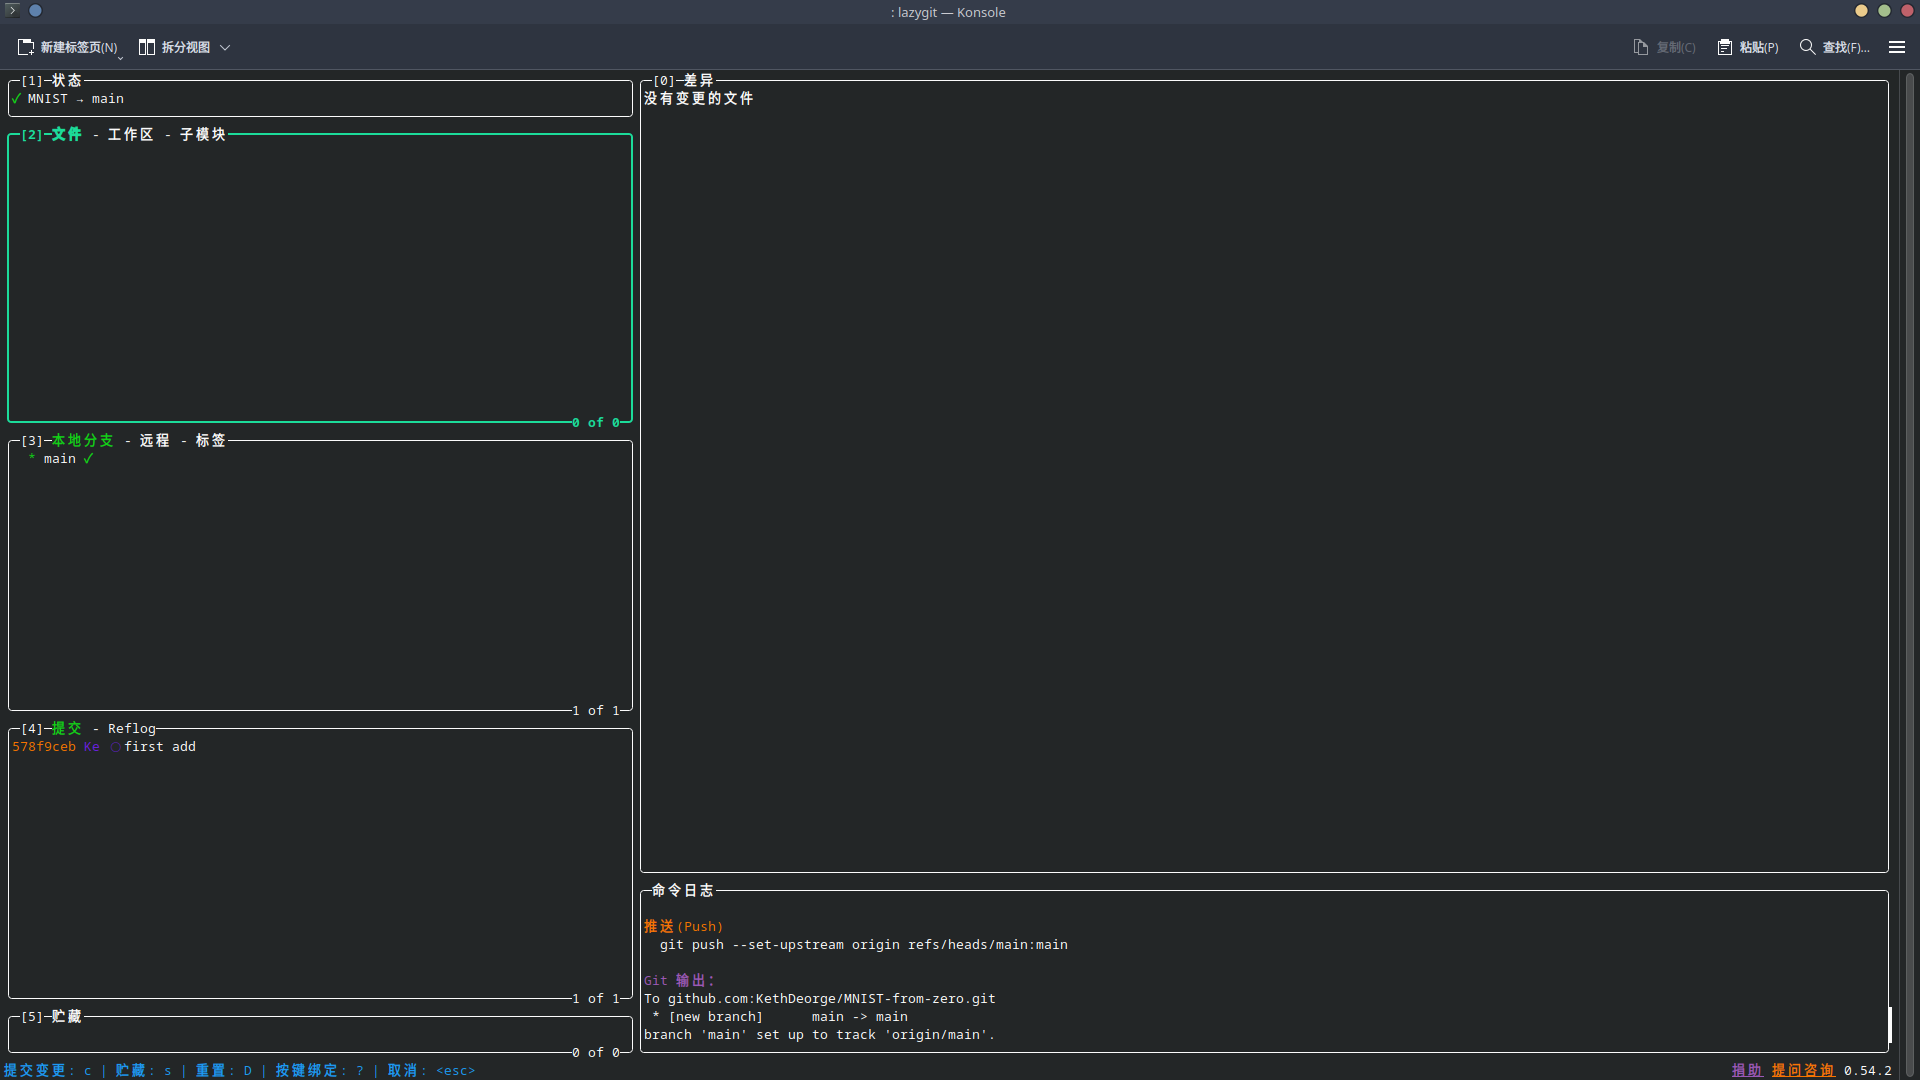 : lazygit — Konsole
新建标签页(N)
拆分视图
复制(C)
粘贴(P)
查找(F)...
[1]─状态
✓ MNIST → main
[2]─文件 - 工作区 - 子模块
0 of 0
[3]─本地分支 - 远程 - 标签
* main ✓
1 of 1
[4]─提交 - Reflog
578f9ceb Ke ○ first add
1 of 1
[5]─贮藏
0 of 0
[0]─差异
没有变更的文件
命令日志
推送(Push)
git push --set-upstream origin refs/heads/main:main
Git 输出:
To github.com:KethDeorge/MNIST-from-zero.git
* [new branch]      main -> main
branch 'main' set up to track 'origin/main'.
提交变更: c | 贮藏: s | 重置: D | 按键绑定: ? | 取消: <esc>
捐助 提问咨询 0.54.2